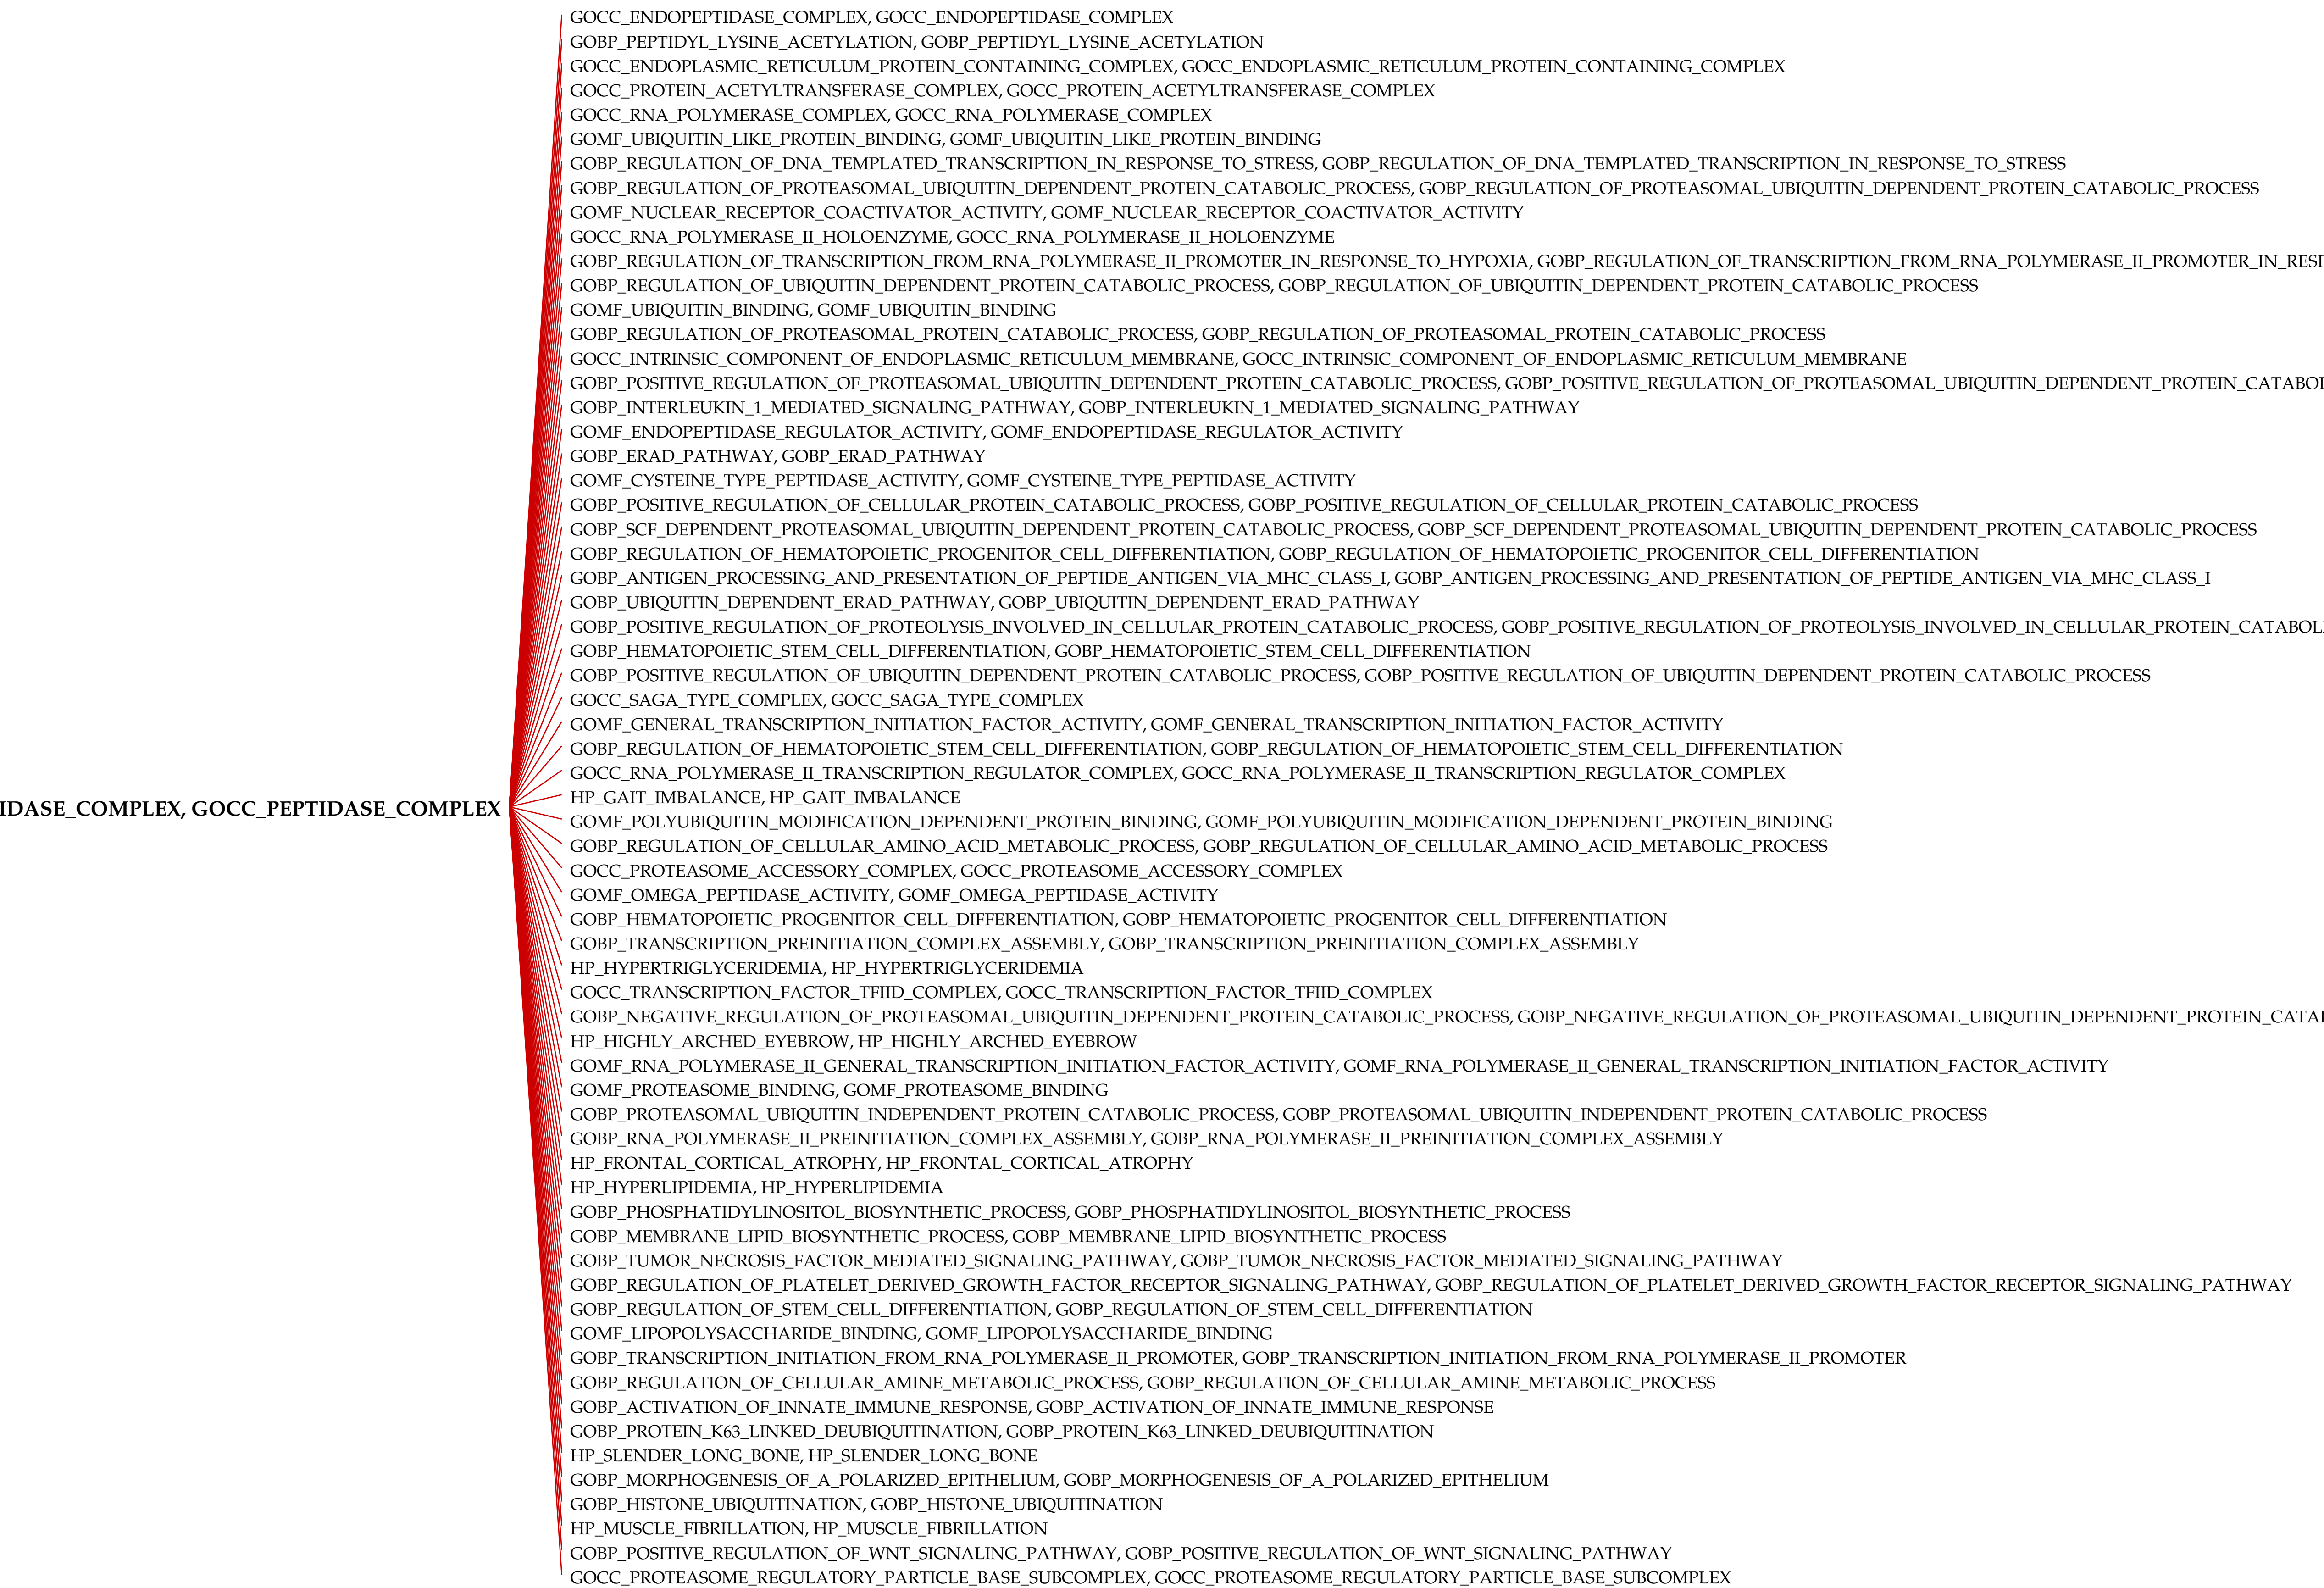 GOCC_ENDOPEPTIDASE_COMPLEX, GOCC_ENDOPEPTIDASE_COMPLEX
GOBP_PEPTIDYL_LYSINE_ACETYLATION, GOBP_PEPTIDYL_LYSINE_ACETYLATION
GOCC_ENDOPLASMIC_RETICULUM_PROTEIN_CONTAINING_COMPLEX, GOCC_ENDOPLASMIC_RETICULUM_PROTEIN_CONTAINING_COMPLEX
GOCC_PROTEIN_ACETYLTRANSFERASE_COMPLEX, GOCC_PROTEIN_ACETYLTRANSFERASE_COMPLEX
GOCC_RNA_POLYMERASE_COMPLEX, GOCC_RNA_POLYMERASE_COMPLEX
GOMF_UBIQUITIN_LIKE_PROTEIN_BINDING, GOMF_UBIQUITIN_LIKE_PROTEIN_BINDING
GOBP_REGULATION_OF_DNA_TEMPLATED_TRANSCRIPTION_IN_RESPONSE_TO_STRESS, GOBP_REGULATION_OF_DNA_TEMPLATED_TRANSCRIPTION_IN_RESPONSE_TO_STRESS
GOBP_REGULATION_OF_PROTEASOMAL_UBIQUITIN_DEPENDENT_PROTEIN_CATABOLIC_PROCESS, GOBP_REGULATION_OF_PROTEASOMAL_UBIQUITIN_DEPENDENT_PROTEIN_CATABOLIC_PROCESS
GOMF_NUCLEAR_RECEPTOR_COACTIVATOR_ACTIVITY, GOMF_NUCLEAR_RECEPTOR_COACTIVATOR_ACTIVITY
GOCC_RNA_POLYMERASE_II_HOLOENZYME, GOCC_RNA_POLYMERASE_II_HOLOENZYME
GOBP_REGULATION_OF_TRANSCRIPTION_FROM_RNA_POLYMERASE_II_PROMOTER_IN_RESPONSE_TO_HYPOXIA, GOBP_REGULATION_OF_TRANSCRIPTION_FROM_RNA_POLYMERASE_II_PROMOTER_IN_RESP
GOBP_REGULATION_OF_UBIQUITIN_DEPENDENT_PROTEIN_CATABOLIC_PROCESS, GOBP_REGULATION_OF_UBIQUITIN_DEPENDENT_PROTEIN_CATABOLIC_PROCESS
GOMF_UBIQUITIN_BINDING, GOMF_UBIQUITIN_BINDING
GOBP_REGULATION_OF_PROTEASOMAL_PROTEIN_CATABOLIC_PROCESS, GOBP_REGULATION_OF_PROTEASOMAL_PROTEIN_CATABOLIC_PROCESS
GOCC_INTRINSIC_COMPONENT_OF_ENDOPLASMIC_RETICULUM_MEMBRANE, GOCC_INTRINSIC_COMPONENT_OF_ENDOPLASMIC_RETICULUM_MEMBRANE
GOBP_POSITIVE_REGULATION_OF_PROTEASOMAL_UBIQUITIN_DEPENDENT_PROTEIN_CATABOLIC_PROCESS, GOBP_POSITIVE_REGULATION_OF_PROTEASOMAL_UBIQUITIN_DEPENDENT_PROTEIN_CATABOL
GOBP_INTERLEUKIN_1_MEDIATED_SIGNALING_PATHWAY, GOBP_INTERLEUKIN_1_MEDIATED_SIGNALING_PATHWAY
GOMF_ENDOPEPTIDASE_REGULATOR_ACTIVITY, GOMF_ENDOPEPTIDASE_REGULATOR_ACTIVITY
GOBP_ERAD_PATHWAY, GOBP_ERAD_PATHWAY
GOMF_CYSTEINE_TYPE_PEPTIDASE_ACTIVITY, GOMF_CYSTEINE_TYPE_PEPTIDASE_ACTIVITY
GOBP_POSITIVE_REGULATION_OF_CELLULAR_PROTEIN_CATABOLIC_PROCESS, GOBP_POSITIVE_REGULATION_OF_CELLULAR_PROTEIN_CATABOLIC_PROCESS
GOBP_SCF_DEPENDENT_PROTEASOMAL_UBIQUITIN_DEPENDENT_PROTEIN_CATABOLIC_PROCESS, GOBP_SCF_DEPENDENT_PROTEASOMAL_UBIQUITIN_DEPENDENT_PROTEIN_CATABOLIC_PROCESS
GOBP_REGULATION_OF_HEMATOPOIETIC_PROGENITOR_CELL_DIFFERENTIATION, GOBP_REGULATION_OF_HEMATOPOIETIC_PROGENITOR_CELL_DIFFERENTIATION
GOBP_ANTIGEN_PROCESSING_AND_PRESENTATION_OF_PEPTIDE_ANTIGEN_VIA_MHC_CLASS_I, GOBP_ANTIGEN_PROCESSING_AND_PRESENTATION_OF_PEPTIDE_ANTIGEN_VIA_MHC_CLASS_I
GOBP_UBIQUITIN_DEPENDENT_ERAD_PATHWAY, GOBP_UBIQUITIN_DEPENDENT_ERAD_PATHWAY
GOBP_POSITIVE_REGULATION_OF_PROTEOLYSIS_INVOLVED_IN_CELLULAR_PROTEIN_CATABOLIC_PROCESS, GOBP_POSITIVE_REGULATION_OF_PROTEOLYSIS_INVOLVED_IN_CELLULAR_PROTEIN_CATABOL
GOBP_HEMATOPOIETIC_STEM_CELL_DIFFERENTIATION, GOBP_HEMATOPOIETIC_STEM_CELL_DIFFERENTIATION
GOBP_POSITIVE_REGULATION_OF_UBIQUITIN_DEPENDENT_PROTEIN_CATABOLIC_PROCESS, GOBP_POSITIVE_REGULATION_OF_UBIQUITIN_DEPENDENT_PROTEIN_CATABOLIC_PROCESS
GOCC_SAGA_TYPE_COMPLEX, GOCC_SAGA_TYPE_COMPLEX
GOMF_GENERAL_TRANSCRIPTION_INITIATION_FACTOR_ACTIVITY, GOMF_GENERAL_TRANSCRIPTION_INITIATION_FACTOR_ACTIVITY
GOBP_REGULATION_OF_HEMATOPOIETIC_STEM_CELL_DIFFERENTIATION, GOBP_REGULATION_OF_HEMATOPOIETIC_STEM_CELL_DIFFERENTIATION
GOCC_RNA_POLYMERASE_II_TRANSCRIPTION_REGULATOR_COMPLEX, GOCC_RNA_POLYMERASE_II_TRANSCRIPTION_REGULATOR_COMPLEX
HP_GAIT_IMBALANCE, HP_GAIT_IMBALANCE
IDASE_COMPLEX, GOCC_PEPTIDASE_COMPLEX
GOMF_POLYUBIQUITIN_MODIFICATION_DEPENDENT_PROTEIN_BINDING, GOMF_POLYUBIQUITIN_MODIFICATION_DEPENDENT_PROTEIN_BINDING
GOBP_REGULATION_OF_CELLULAR_AMINO_ACID_METABOLIC_PROCESS, GOBP_REGULATION_OF_CELLULAR_AMINO_ACID_METABOLIC_PROCESS
GOCC_PROTEASOME_ACCESSORY_COMPLEX, GOCC_PROTEASOME_ACCESSORY_COMPLEX
GOMF_OMEGA_PEPTIDASE_ACTIVITY, GOMF_OMEGA_PEPTIDASE_ACTIVITY
GOBP_HEMATOPOIETIC_PROGENITOR_CELL_DIFFERENTIATION, GOBP_HEMATOPOIETIC_PROGENITOR_CELL_DIFFERENTIATION
GOBP_TRANSCRIPTION_PREINITIATION_COMPLEX_ASSEMBLY, GOBP_TRANSCRIPTION_PREINITIATION_COMPLEX_ASSEMBLY
HP_HYPERTRIGLYCERIDEMIA, HP_HYPERTRIGLYCERIDEMIA
GOCC_TRANSCRIPTION_FACTOR_TFIID_COMPLEX, GOCC_TRANSCRIPTION_FACTOR_TFIID_COMPLEX
GOBP_NEGATIVE_REGULATION_OF_PROTEASOMAL_UBIQUITIN_DEPENDENT_PROTEIN_CATABOLIC_PROCESS, GOBP_NEGATIVE_REGULATION_OF_PROTEASOMAL_UBIQUITIN_DEPENDENT_PROTEIN_CATAB
HP_HIGHLY_ARCHED_EYEBROW, HP_HIGHLY_ARCHED_EYEBROW
GOMF_RNA_POLYMERASE_II_GENERAL_TRANSCRIPTION_INITIATION_FACTOR_ACTIVITY, GOMF_RNA_POLYMERASE_II_GENERAL_TRANSCRIPTION_INITIATION_FACTOR_ACTIVITY
GOMF_PROTEASOME_BINDING, GOMF_PROTEASOME_BINDING
GOBP_PROTEASOMAL_UBIQUITIN_INDEPENDENT_PROTEIN_CATABOLIC_PROCESS, GOBP_PROTEASOMAL_UBIQUITIN_INDEPENDENT_PROTEIN_CATABOLIC_PROCESS
GOBP_RNA_POLYMERASE_II_PREINITIATION_COMPLEX_ASSEMBLY, GOBP_RNA_POLYMERASE_II_PREINITIATION_COMPLEX_ASSEMBLY
HP_FRONTAL_CORTICAL_ATROPHY, HP_FRONTAL_CORTICAL_ATROPHY
HP_HYPERLIPIDEMIA, HP_HYPERLIPIDEMIA
GOBP_PHOSPHATIDYLINOSITOL_BIOSYNTHETIC_PROCESS, GOBP_PHOSPHATIDYLINOSITOL_BIOSYNTHETIC_PROCESS
GOBP_MEMBRANE_LIPID_BIOSYNTHETIC_PROCESS, GOBP_MEMBRANE_LIPID_BIOSYNTHETIC_PROCESS
GOBP_TUMOR_NECROSIS_FACTOR_MEDIATED_SIGNALING_PATHWAY, GOBP_TUMOR_NECROSIS_FACTOR_MEDIATED_SIGNALING_PATHWAY
GOBP_REGULATION_OF_PLATELET_DERIVED_GROWTH_FACTOR_RECEPTOR_SIGNALING_PATHWAY, GOBP_REGULATION_OF_PLATELET_DERIVED_GROWTH_FACTOR_RECEPTOR_SIGNALING_PATHWAY
GOBP_REGULATION_OF_STEM_CELL_DIFFERENTIATION, GOBP_REGULATION_OF_STEM_CELL_DIFFERENTIATION
GOMF_LIPOPOLYSACCHARIDE_BINDING, GOMF_LIPOPOLYSACCHARIDE_BINDING
GOBP_TRANSCRIPTION_INITIATION_FROM_RNA_POLYMERASE_II_PROMOTER, GOBP_TRANSCRIPTION_INITIATION_FROM_RNA_POLYMERASE_II_PROMOTER
GOBP_REGULATION_OF_CELLULAR_AMINE_METABOLIC_PROCESS, GOBP_REGULATION_OF_CELLULAR_AMINE_METABOLIC_PROCESS
GOBP_ACTIVATION_OF_INNATE_IMMUNE_RESPONSE, GOBP_ACTIVATION_OF_INNATE_IMMUNE_RESPONSE
GOBP_PROTEIN_K63_LINKED_DEUBIQUITINATION, GOBP_PROTEIN_K63_LINKED_DEUBIQUITINATION
HP_SLENDER_LONG_BONE, HP_SLENDER_LONG_BONE
GOBP_MORPHOGENESIS_OF_A_POLARIZED_EPITHELIUM, GOBP_MORPHOGENESIS_OF_A_POLARIZED_EPITHELIUM
GOBP_HISTONE_UBIQUITINATION, GOBP_HISTONE_UBIQUITINATION
HP_MUSCLE_FIBRILLATION, HP_MUSCLE_FIBRILLATION
GOBP_POSITIVE_REGULATION_OF_WNT_SIGNALING_PATHWAY, GOBP_POSITIVE_REGULATION_OF_WNT_SIGNALING_PATHWAY
GOCC_PROTEASOME_REGULATORY_PARTICLE_BASE_SUBCOMPLEX, GOCC_PROTEASOME_REGULATORY_PARTICLE_BASE_SUBCOMPLEX